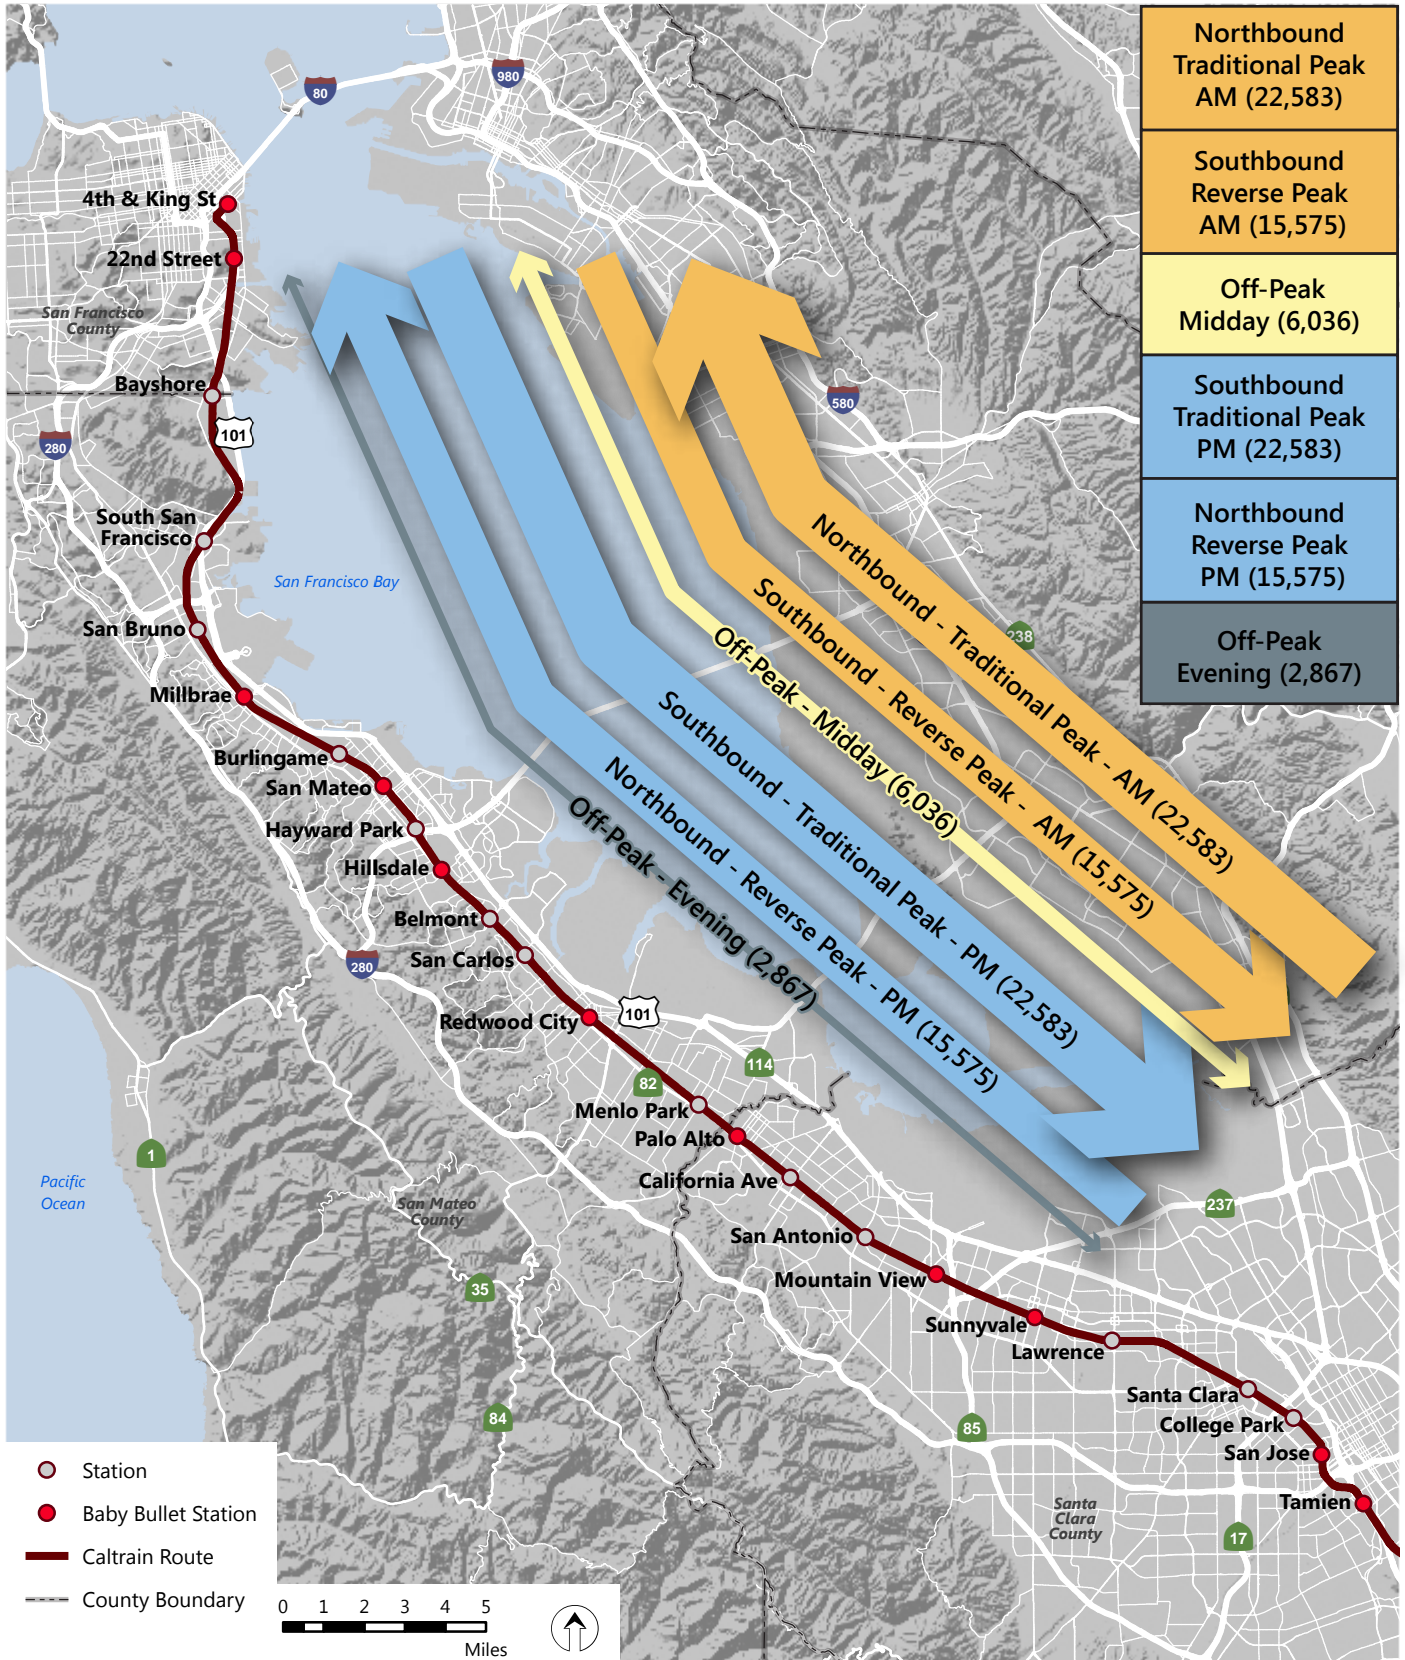 Northbound
Traditional Peak
AM (22,583)
Southbound
Reverse Peak
AM (15,575)
Off-Peak
Midday (6,036)
Southbound
Traditional Peak
PM (22,583)
Northbound
Reverse Peak
PM (15,575)
Off-Peak
Evening (2,867)
980
80
4th & King St
22nd Street
San Francisco
County
Bayshore
101
280
580
South San
Francisco
San Francisco Bay
San Bruno
238
Millbrae
Burlingame
San Mateo
Hayward Park
Hillsdale
Belmont
San Carlos
280
Redwood City
101
114
82
Menlo Park
Palo Alto
California Ave
San Antonio
Mountain View
Sunnyvale
Lawrence
Santa Clara
College Park
San Jose
Tamien
Northbound - Traditional Peak - AM (22,583)
Southbound - Reverse Peak - AM (15,575)
Off-Peak - Midday (6,036)
Southbound - Traditional Peak - PM (22,583)
Northbound - Reverse Peak - PM (15,575)
Off-Peak - Evening (2,867)
1
Pacific
Ocean
San Mateo
County
237
35
84
85
Santa
Clara
County
17
Station
Baby Bullet Station
Caltrain Route
County Boundary
0 1 2 3 4 5
Miles